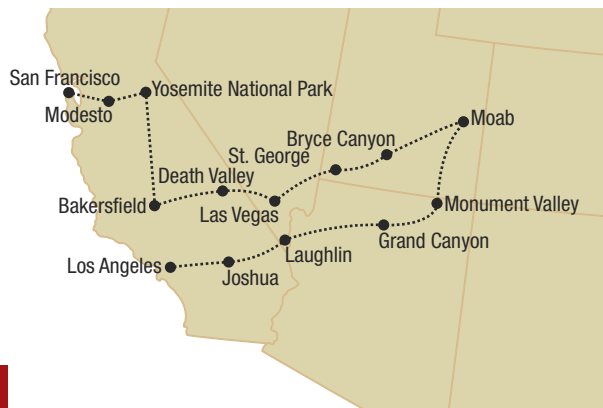 San Francisco
Yosemite National Park
Modesto
Moab
Bryce Canyon
St. George
Death Valley
Bakersfield
Las Vegas
Monument Valley
Grand Canyon
Laughlin
Los Angeles
Joshua